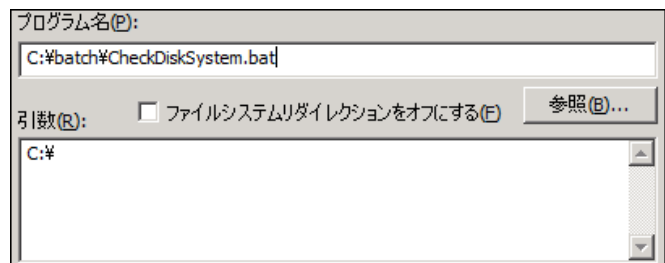 プログラム名(P):
C:¥batch¥CheckDiskSystem.bat
引数(R):
ファイルシステムリダイレクションをオフにする(F)
参照(B)...
C:¥